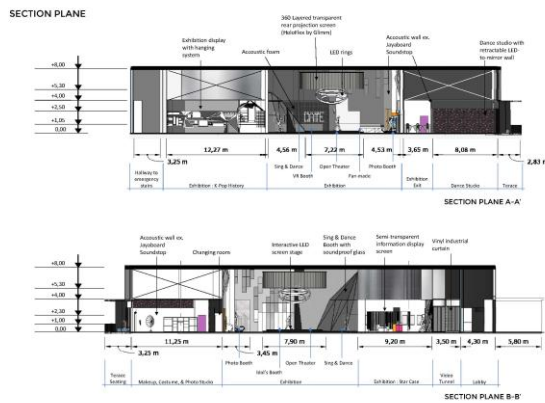 SECTION PLANE
360 Layered transparent
rear projection screen
(Holoflex by Glimm)
Exhibition display
with hanging
system
Accoustic foam
LED rings
Accoustic wall ex.
Jayaboard
Soundstop
Dance studio with
retractable LED
to mirror wall
+8,00
+5,30
+4,00
+2,50
+1,05
0,00
GATE
3,25 m
12,27 m
4,56 m
7,22 m
4,53 m
3,65 m
8,08 m
2,83 m
Hallway to
emergency
stairs
Exhibition : K-Pop History
Sing & Dance
VR Booth
Open Theater
Fan-made
Photo Booth
Exhibition
Exhibition
Exit
Dance Studio
Terace
SECTION PLANE A-A'
Accoustic wall ex.
Jayaboard
Soundstop
Changing room
Interactive LED
screen stage
Sing & Dance
Booth with
soundproof glass
Semi-transparent
information display
screen
Vinyl industrial
curtain
+8,00
+5,30
+4,00
+2,30
+1,00
0,00
3,25 m
11,25 m
3,45 m
7,90 m
9,20 m
3,50 m
4,30 m
5,80 m
Terace
Seating
Makeup, Costume, & Photo Studio
Photo Booth
Idol's Booth
Open Theater
Sing & Dance
Exhibition
Exhibition : Stair Case
Video
Tunnel
Lobby
SECTION PLANE B-B'